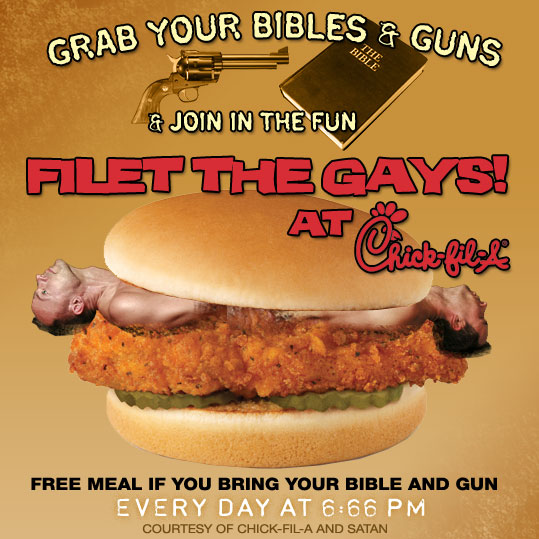 GRAB YOUR BIBLES & GUNS
THE
BIBLE
& JOIN IN THE FUN
FILET THE GAYS!
AT Chick-fil-A®
FREE MEAL IF YOU BRING YOUR BIBLE AND GUN
EVERY DAY AT 6:66 PM
COURTESY OF CHICK-FIL-A AND SATAN